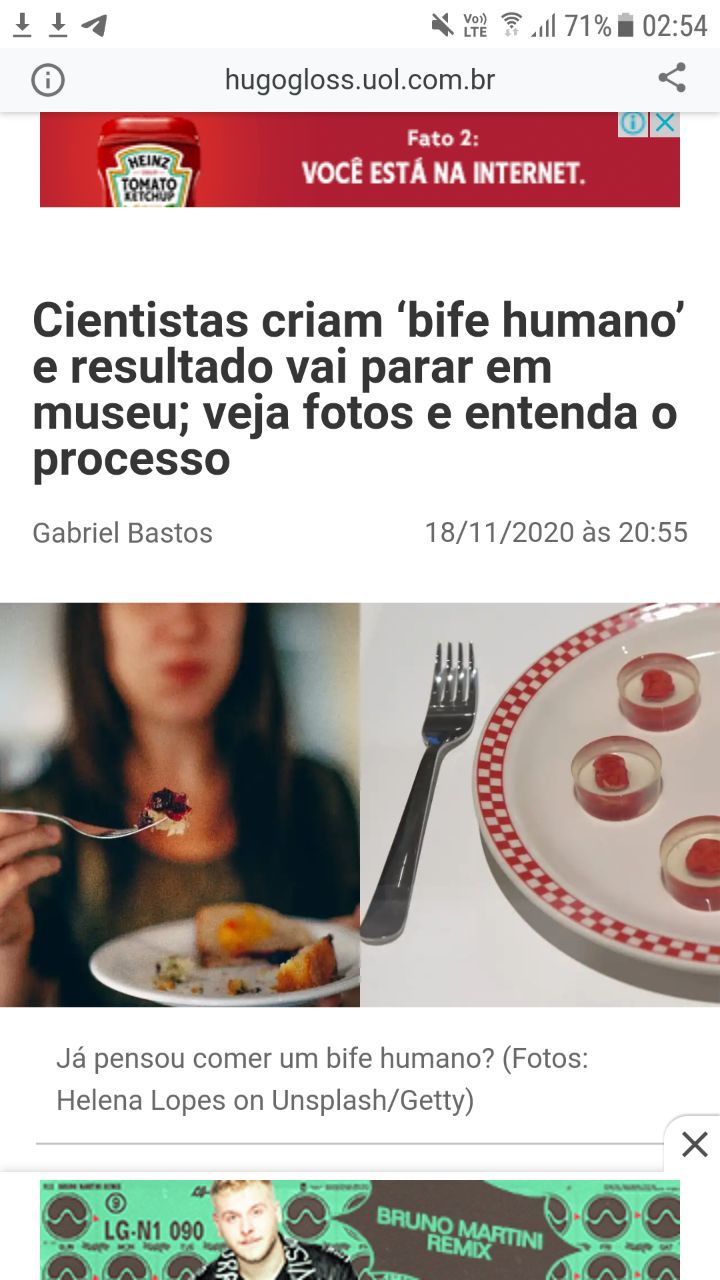 Vo))
LTE
71%
02:54
hugogloss.uol.com.br
HEINZ
TOMATO
KETCHUP
Fato 2:
VOCÊ ESTÁ NA INTERNET.
Cientistas criam ‘bife humano’
e resultado vai parar em
museu; veja fotos e entenda o
processo
Gabriel Bastos
18/11/2020 às 20:55
Já pensou comer um bife humano? (Fotos:
Helena Lopes on Unsplash/Getty)
9
LG-N1 090
BRUNO MARTINI
REMIX